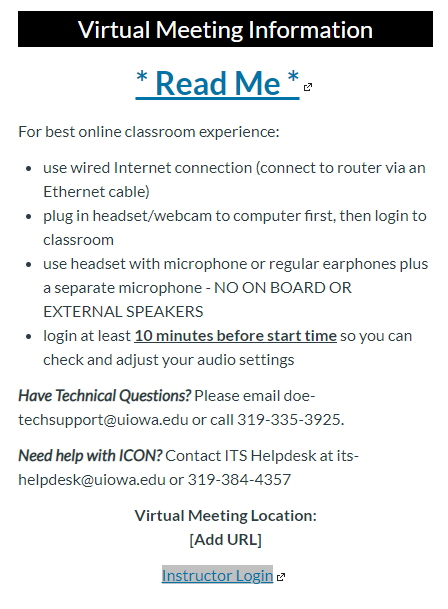 Virtual Meeting Information
* Read Me *
For best online classroom experience:
• use wired Internet connection (connect to router via an
Ethernet cable)
• plug in headset/webcam to computer first, then login to
classroom
• use headset with microphone or regular earphones plus
a separate microphone - NO ON BOARD OR
EXTERNAL SPEAKERS
• login at least 10 minutes before start time so you can
check and adjust your audio settings
Have Technical Questions? Please email doe-
techsupport@uiowa.edu or call 319-335-3925.
Need help with ICON? Contact ITS Helpdesk at its-
helpdesk@uiowa.edu or 319-384-4357
Virtual Meeting Location:
[Add URL]
Instructor Login